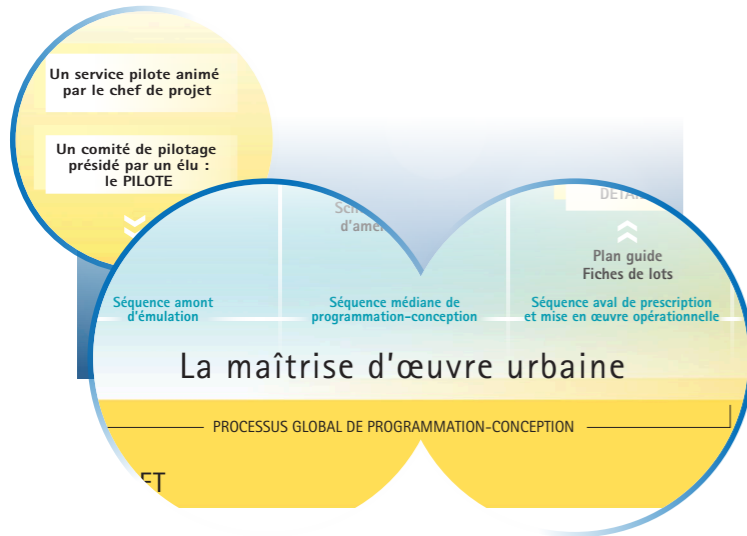 Un service pilote animé
par le chef de projet
Un comité de pilotage
présidé par un élu :
le PILOTE
Plan guide
Fiches de lots
Séquence amont
d'émulation
Séquence médiane de
programmation-conception
Séquence aval de prescription
et mise en œuvre opérationnelle
La maîtrise d'œuvre urbaine
PROCESSUS GLOBAL DE PROGRAMMATION-CONCEPTION